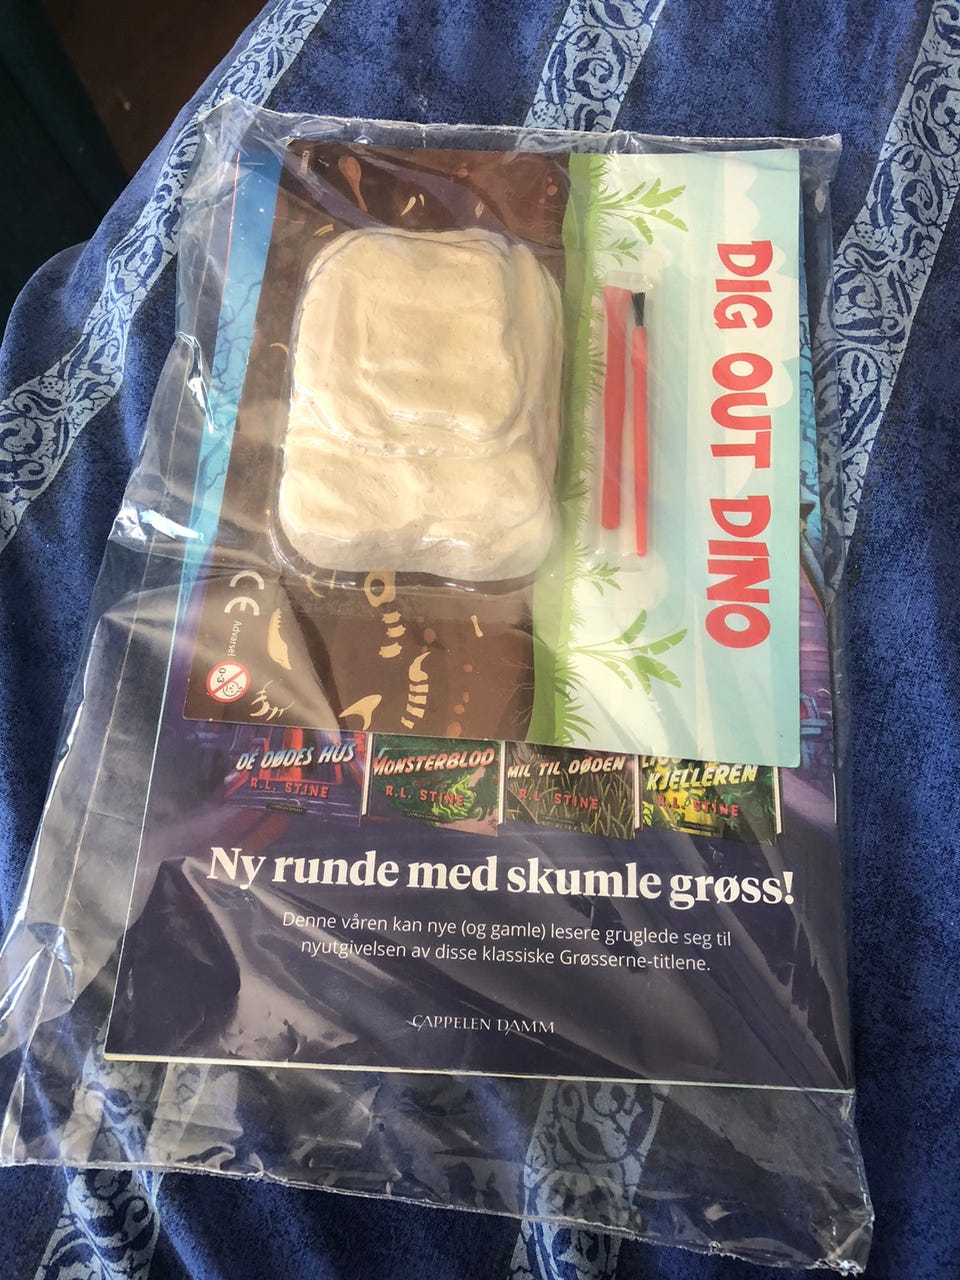 DIG OUT DINO
CE
Advarsel
0-3
DE DØDES HUS
R.L. STINE
MONSTERBLOD
R.L. STINE
MIL TIL DØDEN
R.L. STINE
KJELLEREN
R.L. STINE
Ny runde med skumle grøss!
Denne våren kan nye (og gamle) lesere gruglede seg til
nyutgivelsen av disse klassiske Grøsserne-titlene.
CAPPELEN DAMM